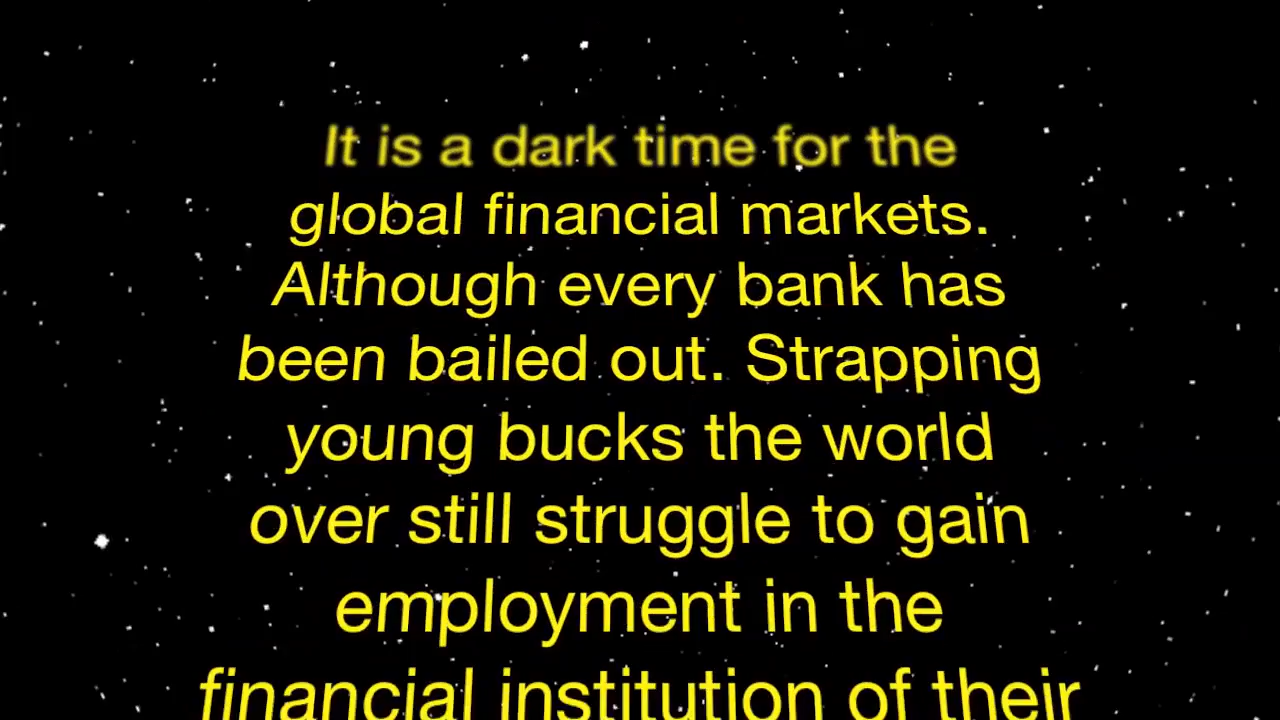 It is a dark time for the
global financial markets.
Although every bank has
been bailed out. Strapping
young bucks the world
over still struggle to gain
employment in the
financial institution of their